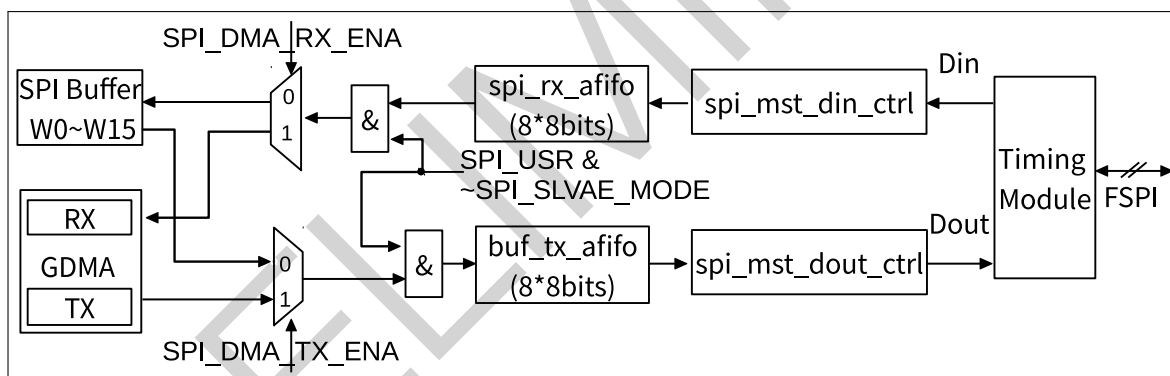 SPI_DMA_RX_ENA
SPI Buffer
W0~W15
0
1
&
spi_rx_afifo
(8*8bits)
spi_mst_din_ctrl
Din
SPI_USR &
~SPI_SLVAE_MODE
Timing
Module
FSPI
RX
GDMA
TX
0
1
&
buf_tx_afifo
(8*8bits)
spi_mst_dout_ctrl
Dout
SPI_DMA_TX_ENA